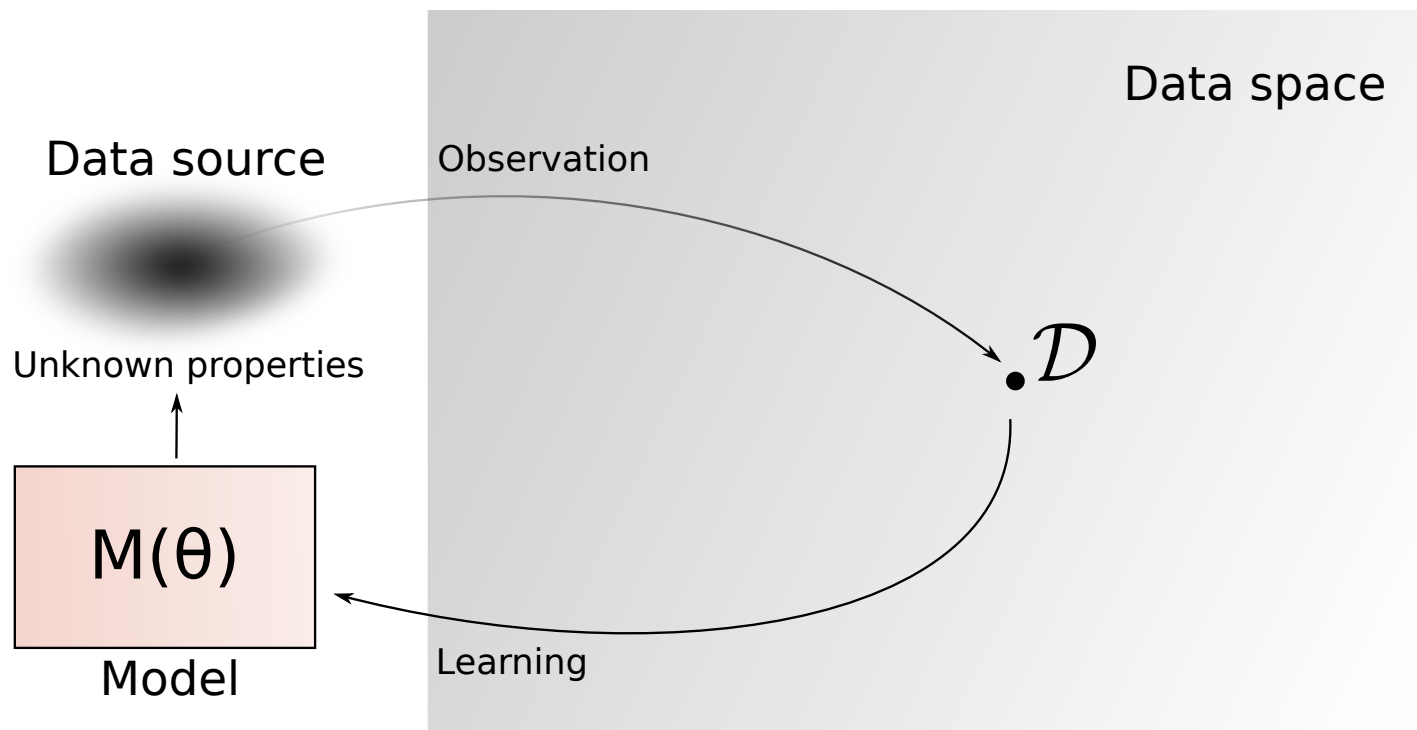 Data space
Data source
Observation
𝒟
Unknown properties
M(θ)
Learning
Model